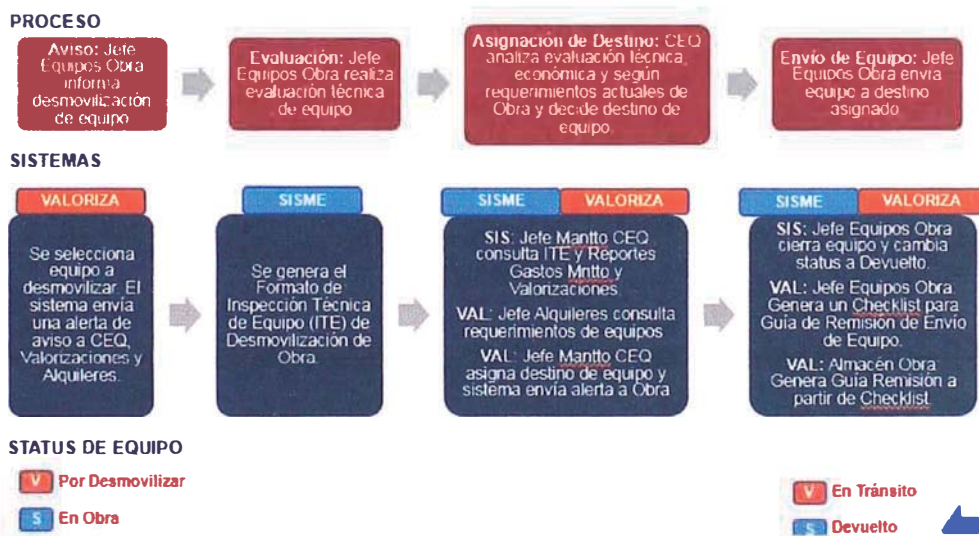 PROCESO
Aviso: Jefe
Equipos Obra
informa
desmovilización
de equipo
Evaluación: Jefe
Equipos Obra realiza
evaluación técnica
de equipo
Asignación de Destino: CEQ
analiza evaluación técnica,
económica y según
requerimientos actuales de
Obra y decide destino de
equipo.
Envío de Equipo: Jefe
Equipos Obra envía
equipo a destino
asignado
SISTEMAS
VALORIZA
Se selecciona
equipo a
desmovilizar. El
sistema envía
una alerta de
aviso a CEQ,
Valorizaciones y
Alquileres.
SISME
Se genera el
Formato de
Inspección Técnica
de Equipo (ITE) de
Desmovilización de
Obra.
SISME VALORIZA
SIS: Jefe Mantto CEQ
consulta ITE y Reportes
Gastos Mntto y
Valorizaciones
VAL: Jefe Alquileres consulta
requerimientos de equipos
VAL: Jefe Mantto CEQ
asigna destino de equipo y
sistema envía alerta a Obra
SISME VALORIZA
SIS: Jefe Equipos Obra
cierra equipo y cambia
status a Devuelto.
VAL: Jefe Equipos Obra
Genera un Checklist para
Guía de Remisión de Envío
de Equipo.
VAL: Almacén Obra
Genera Guía Remisión a
partir de Checklist
STATUS DE EQUIPO
V Por Desmovilizar
S En Obra
V En Tránsito
S Devuelto